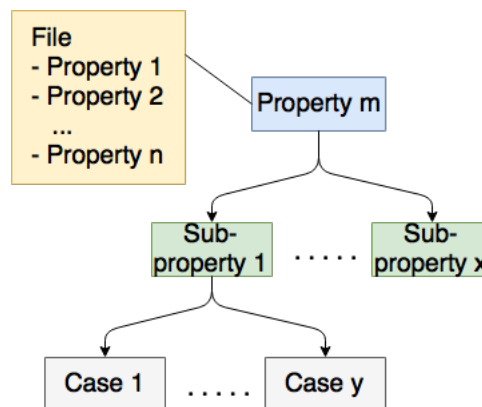 File
- Property 1
- Property 2
...
- Property n
Property m
Sub-
property 1
. . . . .
Sub-
property x
Case 1
. . . . .
Case y